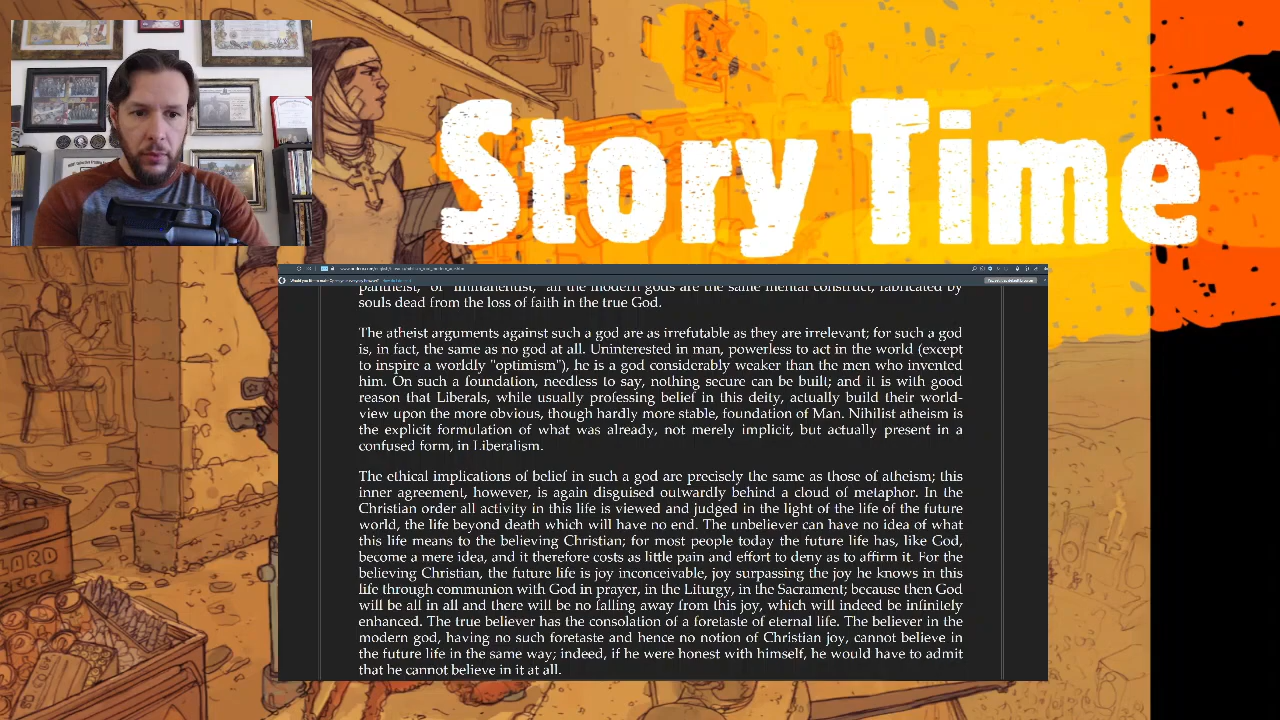 Story Time
pantheist," or "immanentist," all the modern gods are the same mental construct, fabricated by
souls dead from the loss of faith in the true God.
The atheist arguments against such a god are as irrefutable as they are irrelevant; for such a god
is, in fact, the same as no god at all. Uninterested in man, powerless to act in the world (except
to inspire a worldly "optimism"), he is a god considerably weaker than the men who invented
him. On such a foundation, needless to say, nothing secure can be built; and it is with good
reason that Liberals, while usually professing belief in this deity, actually build their world-
view upon the more obvious, though hardly more stable, foundation of Man. Nihilist atheism is
the explicit formulation of what was already, not merely implicit, but actually present in a
confused form, in Liberalism.
The ethical implications of belief in such a god are precisely the same as those of atheism; this
inner agreement, however, is again disguised outwardly behind a cloud of metaphor. In the
Christian order all activity in this life is viewed and judged in the light of the life of the future
world, the life beyond death which will have no end. The unbeliever can have no idea of what
this life means to the believing Christian; for most people today the future life has, like God,
become a mere idea, and it therefore costs as little pain and effort to deny as to affirm it. For the
believing Christian, the future life is joy inconceivable, joy surpassing the joy he knows in this
life through communion with God in prayer, in the Liturgy, in the Sacrament; because then God
will be all in all and there will be no falling away from this joy, which will indeed be infinitely
enhanced. The true believer has the consolation of a foretaste of eternal life. The believer in the
modern god, having no such foretaste and hence no notion of Christian joy, cannot believe in
the future life in the same way; indeed, if he were honest with himself, he would have to admit
that he cannot believe in it at all.